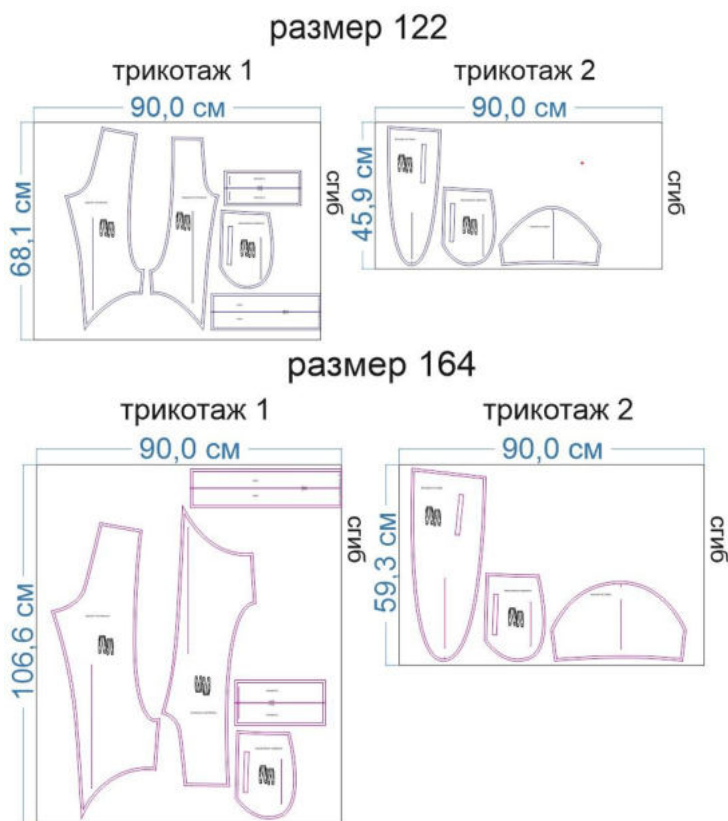 размер 122
трикотаж 1
трикотаж 2
90,0 см
90,0 см
68,1 см
сгиб
45,9 см
сгиб
размер 164
трикотаж 1
трикотаж 2
90,0 см
90,0 см
106,6 см
сгиб
59,3 см
сгиб